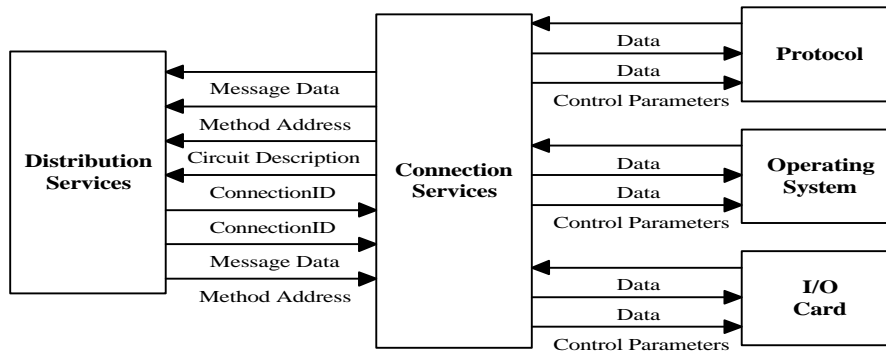 Distribution
Services
Message Data
Method Address
Circuit Description
ConnectionID
ConnectionID
Message Data
Method Address
Connection
Services
Data
Data
Control Parameters
Data
Data
Control Parameters
Data
Data
Control Parameters
Protocol
Operating
System
I/O
Card